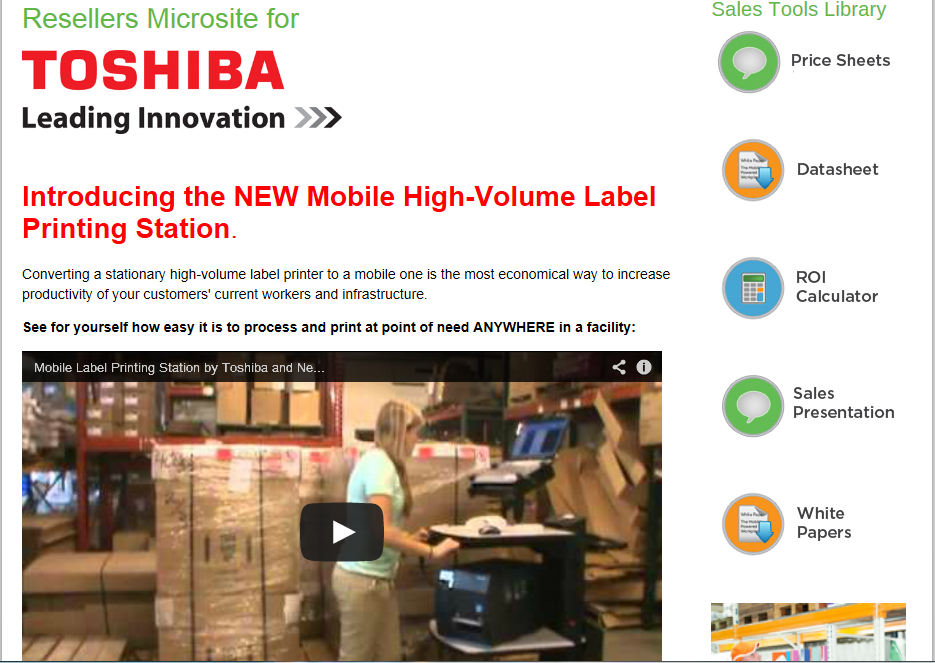 Resellers Microsite for
TOSHIBA
Leading Innovation
Introducing the NEW Mobile High-Volume Label
Printing Station.
Converting a stationary high-volume label printer to a mobile one is the most economical way to increase
productivity of your customers' current workers and infrastructure.
See for yourself how easy it is to process and print at point of need ANYWHERE in a facility:
Mobile Label Printing Station by Toshiba and Ne...
Sales Tools Library
Price Sheets
White Paper
Datasheet
ROI
Calculator
Sales
Presentation
White Paper
White
Papers